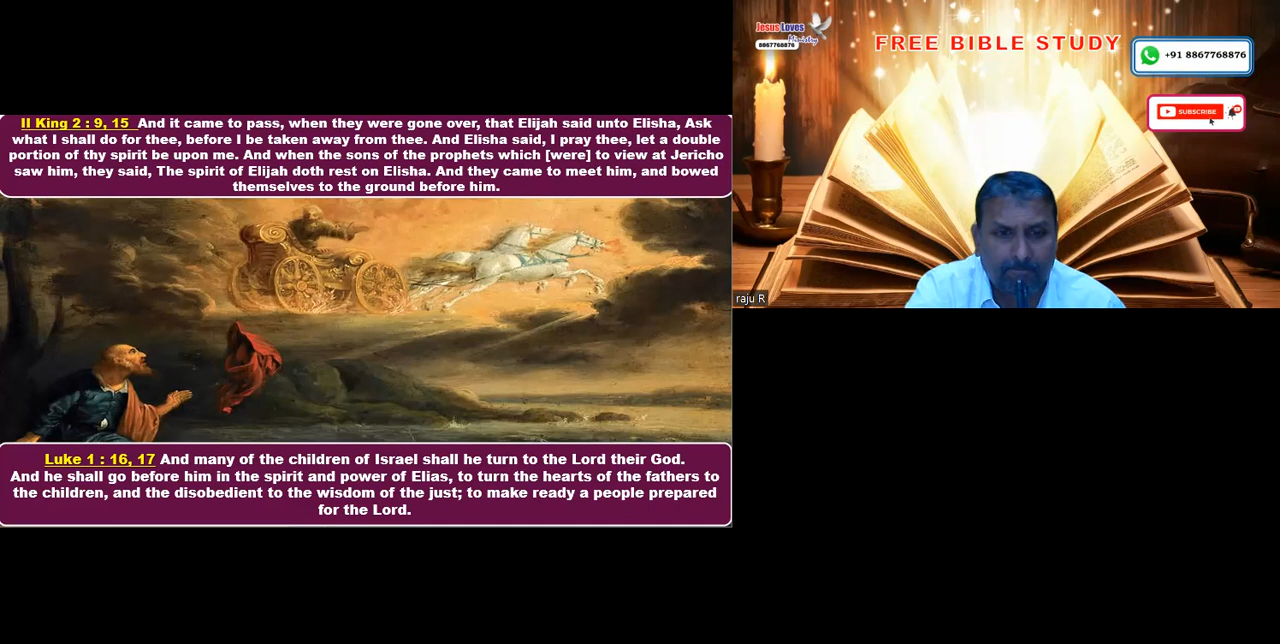 II King 2 : 9, 15 And it came to pass, when they were gone over, that Elijah said unto Elisha, Ask
what I shall do for thee, before I be taken away from thee. And Elisha said, I pray thee, let a double
portion of thy spirit be upon me. And when the sons of the prophets which [were] to view at Jericho
saw him, they said, The spirit of Elijah doth rest on Elisha. And they came to meet him, and bowed
themselves to the ground before him.
Luke 1 : 16, 17 And many of the children of Israel shall he turn to the Lord their God.
And he shall go before him in the spirit and power of Elias, to turn the hearts of the fathers to
the children, and the disobedient to the wisdom of the just; to make ready a people prepared
for the Lord.
Jesus Loves
Ministry
8867768876
FREE BIBLE STUDY
+91 8867768876
SUBSCRIBE
raju R